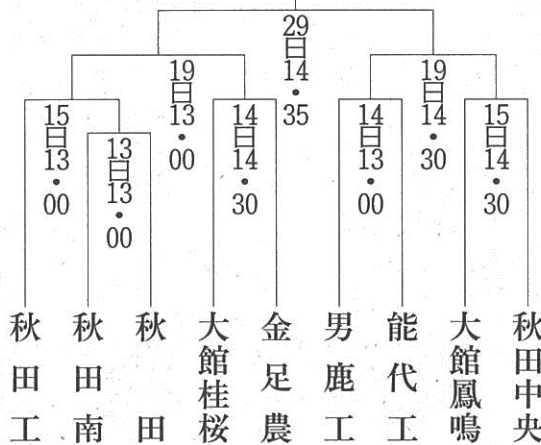 29日14・35
19日13・00
19日14・30
15日13・00
13日13・00
14日14・30
14日13・00
15日14・30
秋田工
秋田南
秋田
大館桂桜
金足農
男鹿工
能代工
大館鳳鳴
秋田中央